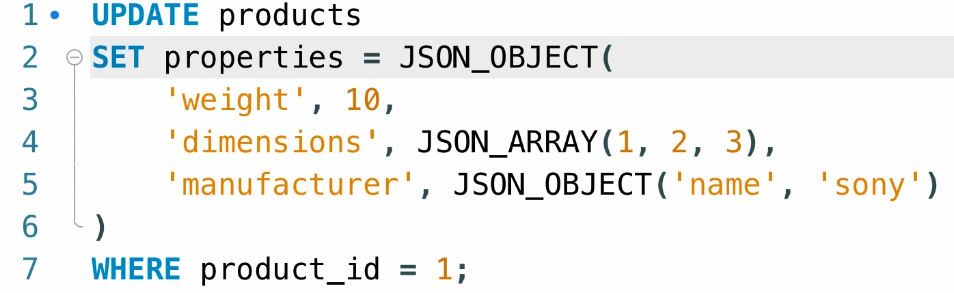 1 UPDATE products
2 SET properties = JSON_OBJECT(
3 'weight', 10,
4 'dimensions', JSON_ARRAY(1, 2, 3),
5 'manufacturer', JSON_OBJECT('name', 'sony')
6 )
7 WHERE product_id = 1;